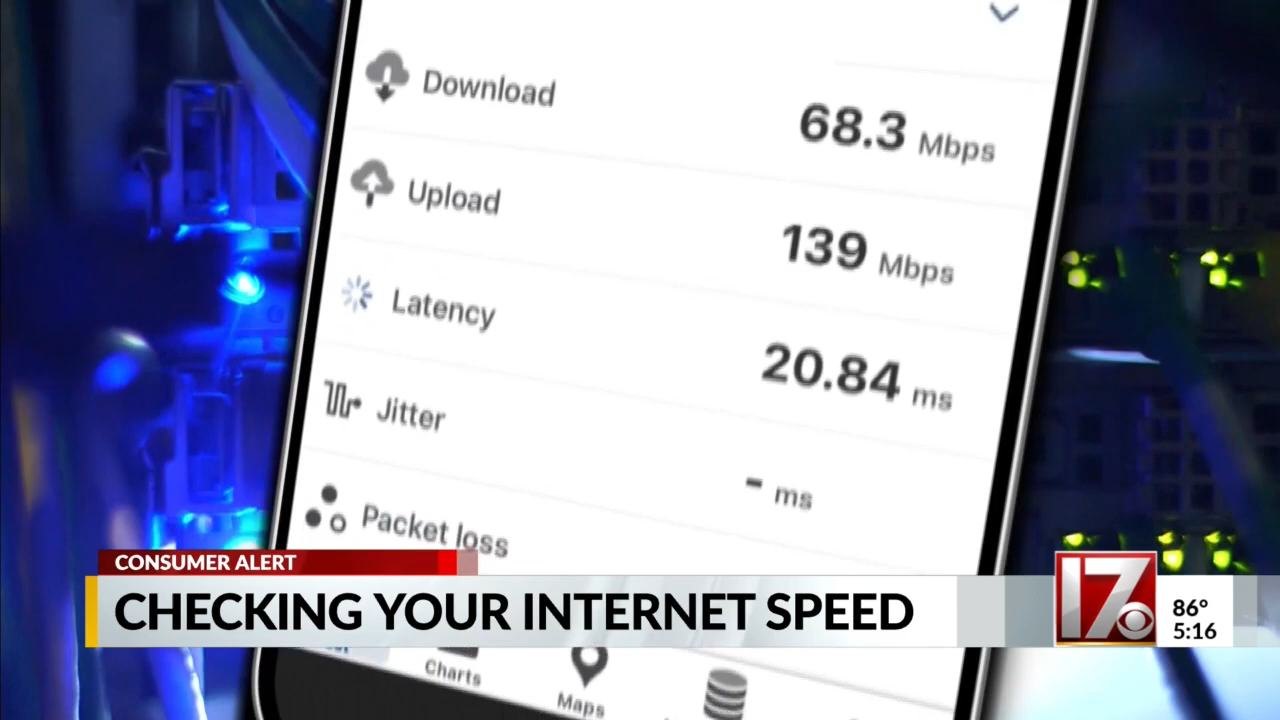 Download
68.3 Mbps
Upload
139 Mbps
Latency
20.84 ms
Jitter
- ms
Packet loss
CONSUMER ALERT
CHECKING YOUR INTERNET SPEED
17
86°
5:16
Charts
Maps